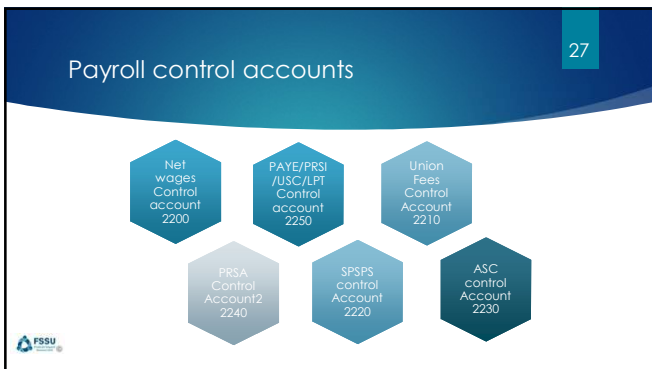 27
Payroll control accounts
Net
wages
Control
account
2200
PAYE/PRSI
/USC/LPT
Control
account
2250
Union
Fees
Control
Account
2210
PRSA
Control
Account2
2240
SPSPS
control
Account
2220
ASC
control
Account
2230
FSSU